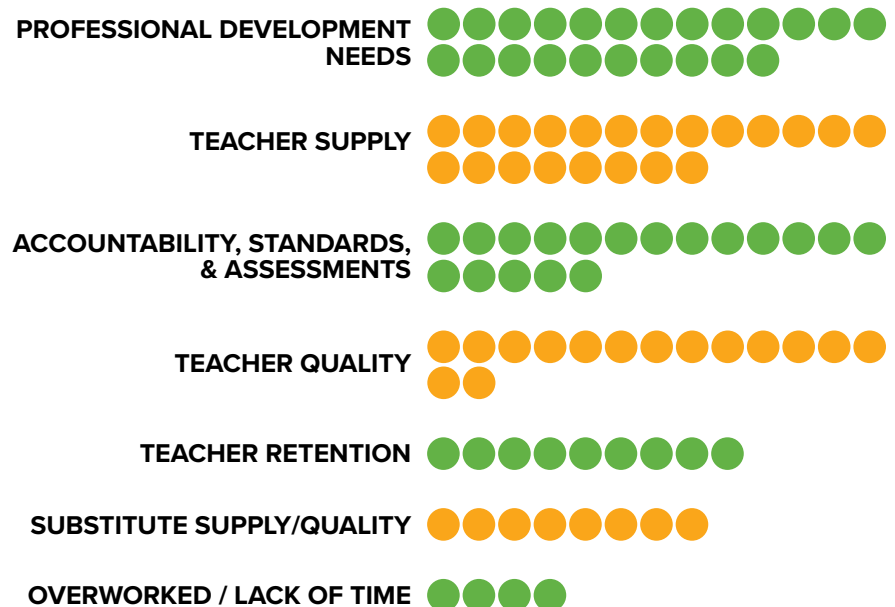 PROFESSIONAL DEVELOPMENT
NEEDS
TEACHER SUPPLY
ACCOUNTABILITY, STANDARDS,
& ASSESSMENTS
TEACHER QUALITY
TEACHER RETENTION
SUBSTITUTE SUPPLY/QUALITY
OVERWORKED / LACK OF TIME